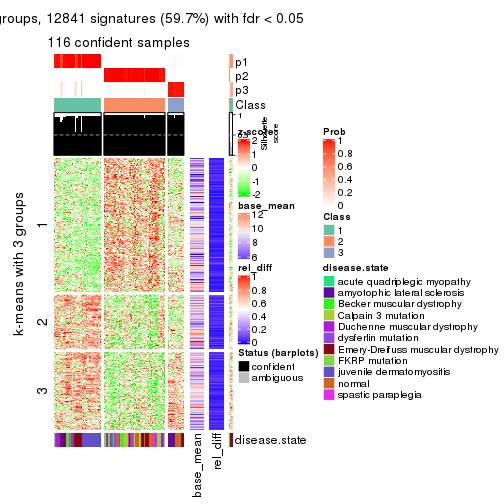 groups, 12841 signatures (59.7%) with fdr < 0.05
116 confident samples
p1
p2
p3
Class
1
Silhouette
score
z-score
2
1
0
-1
-2
base_mean
12
10
8
6
rel_diff
1
0.8
0.6
0.4
0.2
0
Status (barplots)
confident
ambiguous
Prob
1
0.8
0.6
0.4
0.2
0
Class
1
2
3
disease.state
acute quadriplegic myopathy
amyotophic lateral sclerosis
Becker muscular dystrophy
Calpain 3 mutation
Duchenne muscular dystrophy
dysferlin mutation
Emery-Dreifuss muscular dystrophy
FKRP mutation
juvenile dermatomyositis
normal
spastic paraplegia
k-means with 3 groups
1
2
3
disease.state
base_mean
rel_diff